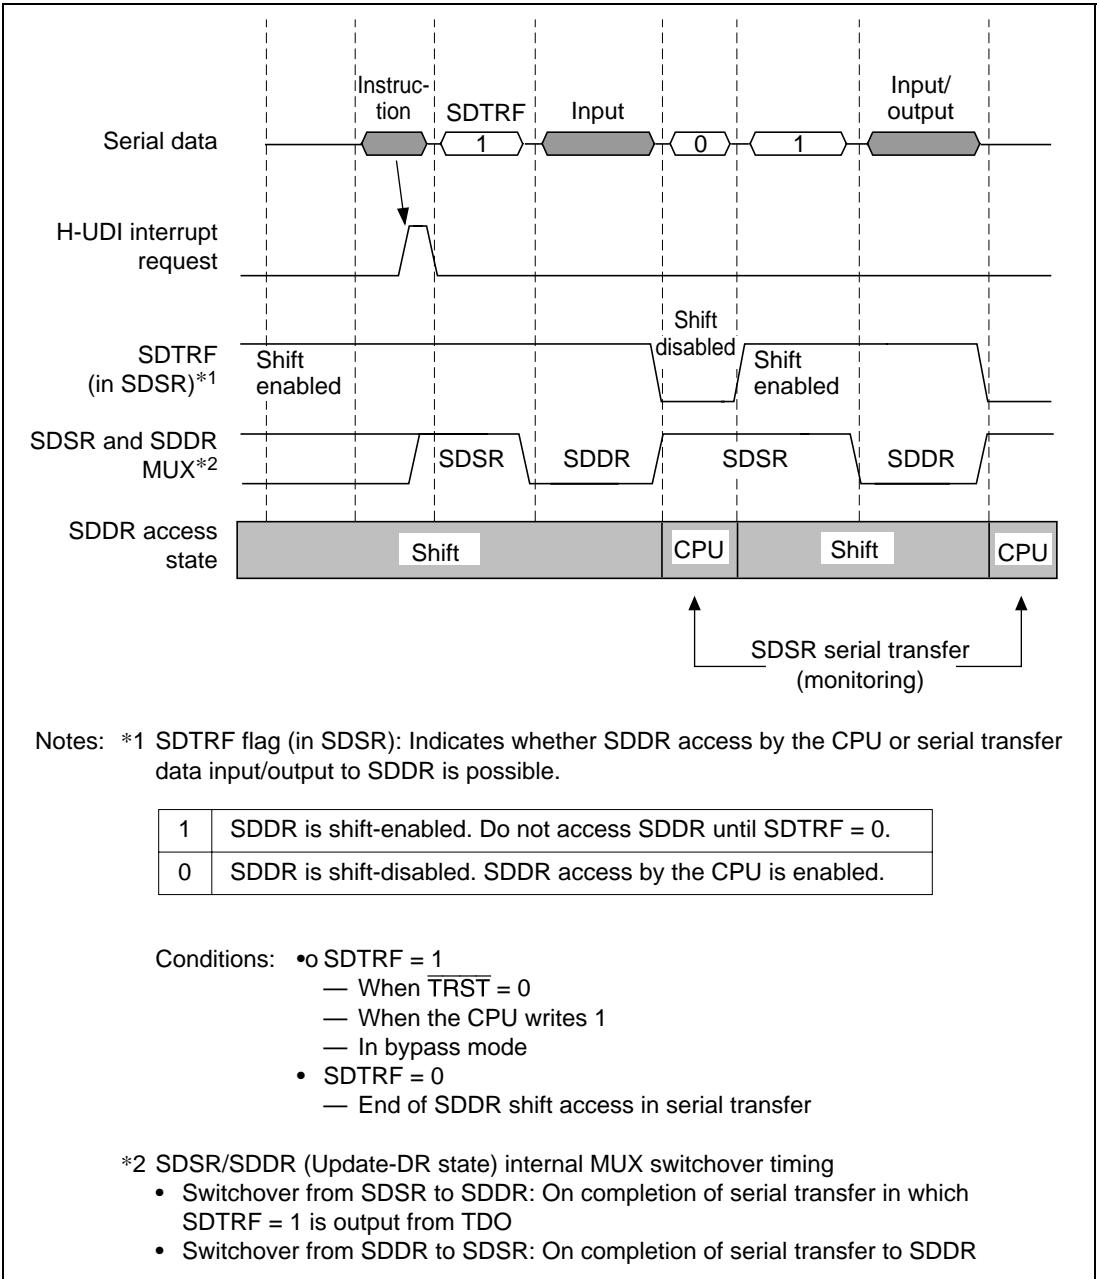 Instruc-
tion
SDTRF
Input
Input/
output
Serial data
1
0
1
H-UDI interrupt
request
Shift
disabled
SDTRF
(in SDSR)*1
Shift
enabled
Shift
enabled
SDSR and SDDR
MUX*2
SDSR
SDDR
SDSR
SDDR
SDDR access
state
Shift
CPU
Shift
CPU
SDSR serial transfer
(monitoring)
Notes: *1 SDTRF flag (in SDSR): Indicates whether SDDR access by the CPU or serial transfer
data input/output to SDDR is possible.
1 SDDR is shift-enabled. Do not access SDDR until SDTRF = 0.
0 SDDR is shift-disabled. SDDR access by the CPU is enabled.
Conditions: •o SDTRF = 1
— When T̅R̅S̅T̅ = 0
— When the CPU writes 1
— In bypass mode
• SDTRF = 0
— End of SDDR shift access in serial transfer
*2 SDSR/SDDR (Update-DR state) internal MUX switchover timing
• Switchover from SDSR to SDDR: On completion of serial transfer in which
SDTRF = 1 is output from TDO
• Switchover from SDDR to SDSR: On completion of serial transfer to SDDR